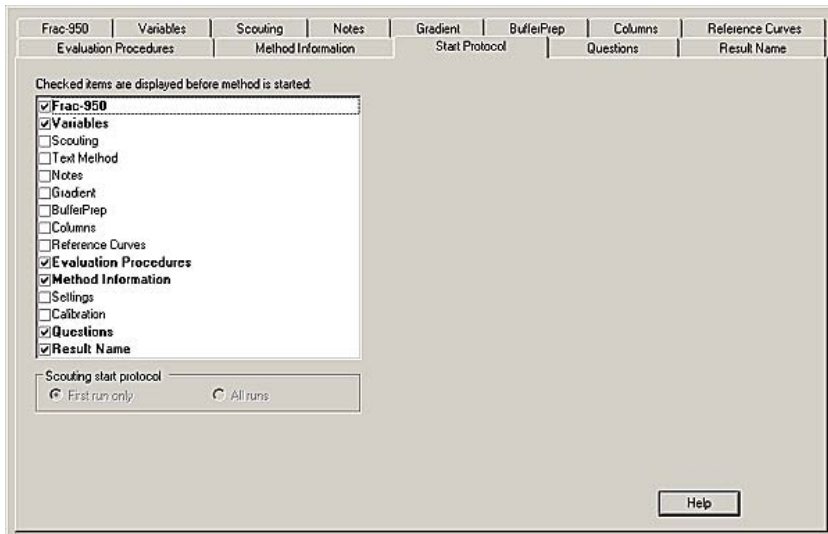 Frac-950 Variables Scouting Notes Gradient BufferPrep Columns Reference Curves
Evaluation Procedures Method Information Start Protocol Questions Result Name
Checked items are displayed before method is started:
Frac-950
Variables
Scouting
Text Method
Notes
Gradient
BufferPrep
Columns
Reference Curves
Evaluation Procedures
Method Information
Settings
Calibration
Questions
Result Name
Scouting start protocol
First run only All runs
Help